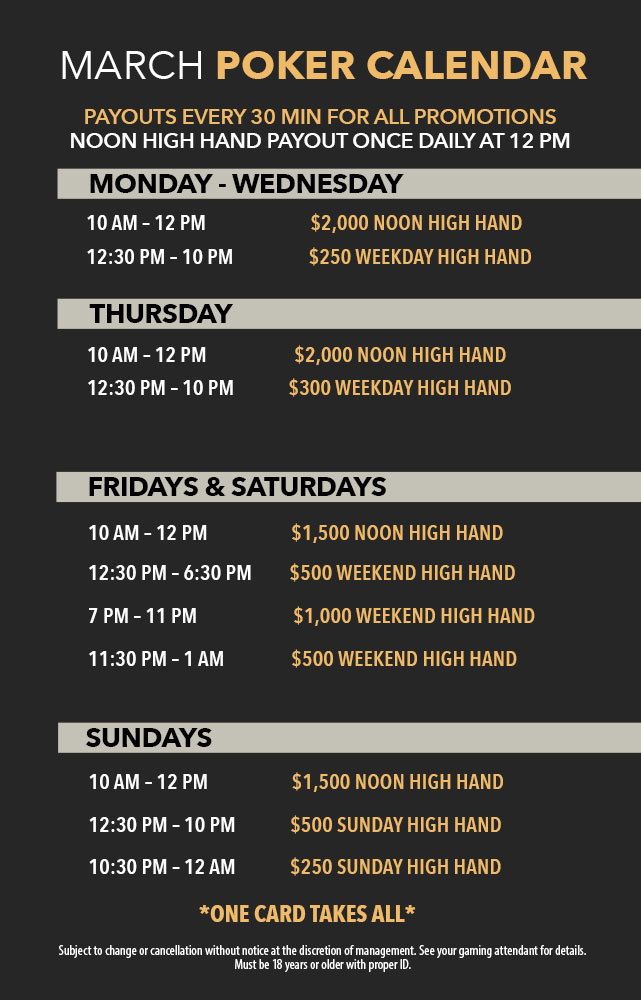 MARCH POKER CALENDAR
PAYOUTS EVERY 30 MIN FOR ALL PROMOTIONS
NOON HIGH HAND PAYOUT ONCE DAILY AT 12 PM
MONDAY - WEDNESDAY
10 AM – 12 PM $2,000 NOON HIGH HAND
12:30 PM – 10 PM $250 WEEKDAY HIGH HAND
THURSDAY
10 AM – 12 PM $2,000 NOON HIGH HAND
12:30 PM – 10 PM $300 WEEKDAY HIGH HAND
FRIDAYS & SATURDAYS
10 AM – 12 PM $1,500 NOON HIGH HAND
12:30 PM – 6:30 PM $500 WEEKEND HIGH HAND
7 PM – 11 PM $1,000 WEEKEND HIGH HAND
11:30 PM – 1 AM $500 WEEKEND HIGH HAND
SUNDAYS
10 AM – 12 PM $1,500 NOON HIGH HAND
12:30 PM – 10 PM $500 SUNDAY HIGH HAND
10:30 PM – 12 AM $250 SUNDAY HIGH HAND
*ONE CARD TAKES ALL*
Subject to change or cancellation without notice at the discretion of management. See your gaming attendant for details.
Must be 18 years or older with proper ID.